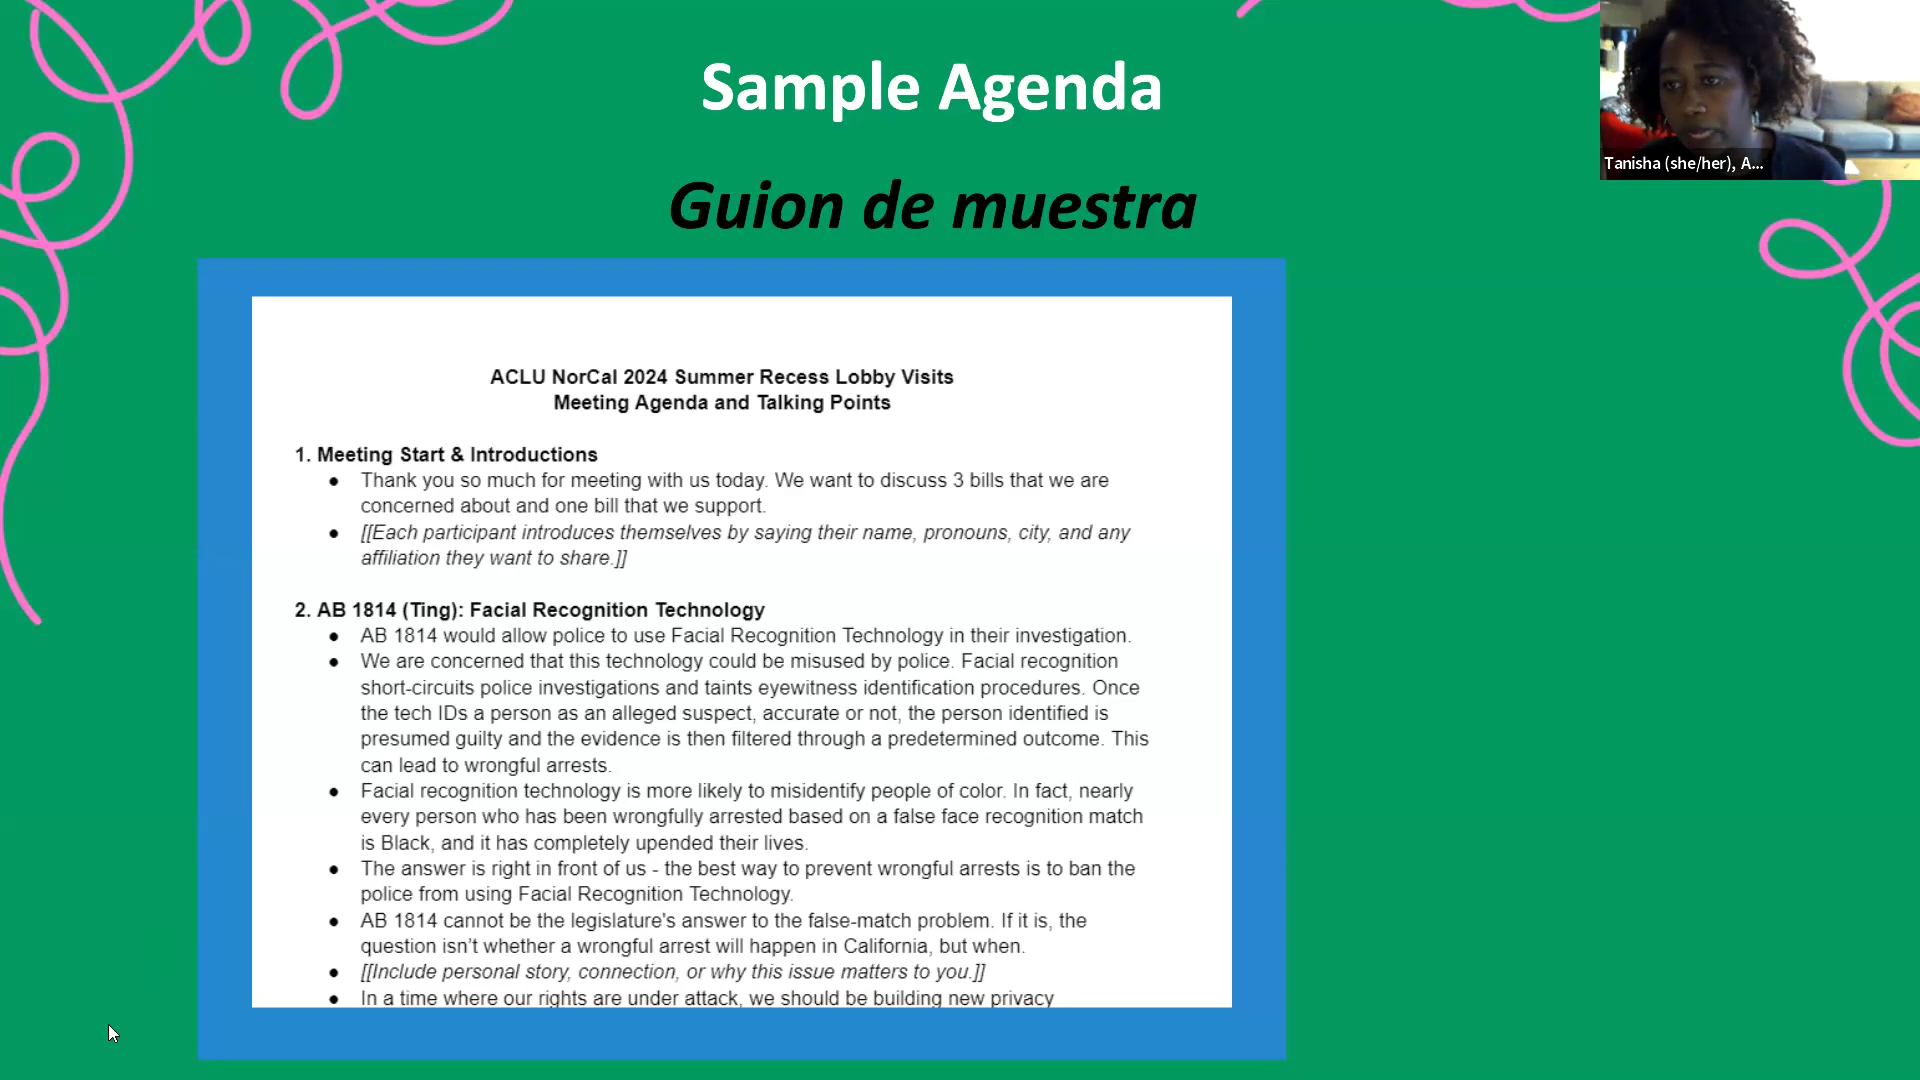 Sample Agenda
Guion de muestra
Tanisha (she/her), A...
ACLU NorCal 2024 Summer Recess Lobby Visits
Meeting Agenda and Talking Points
1. Meeting Start & Introductions
● Thank you so much for meeting with us today. We want to discuss 3 bills that we are
concerned about and one bill that we support.
● [[Each participant introduces themselves by saying their name, pronouns, city, and any
affiliation they want to share.]]
2. AB 1814 (Ting): Facial Recognition Technology
● AB 1814 would allow police to use Facial Recognition Technology in their investigation.
● We are concerned that this technology could be misused by police. Facial recognition
short-circuits police investigations and taints eyewitness identification procedures. Once
the tech IDs a person as an alleged suspect, accurate or not, the person identified is
presumed guilty and the evidence is then filtered through a predetermined outcome. This
can lead to wrongful arrests.
● Facial recognition technology is more likely to misidentify people of color. In fact, nearly
every person who has been wrongfully arrested based on a false face recognition match
is Black, and it has completely upended their lives.
● The answer is right in front of us - the best way to prevent wrongful arrests is to ban the
police from using Facial Recognition Technology.
● AB 1814 cannot be the legislature's answer to the false-match problem. If it is, the
question isn't whether a wrongful arrest will happen in California, but when.
● [[Include personal story, connection, or why this issue matters to you.]]
● In a time where our rights are under attack, we should be building new privacy